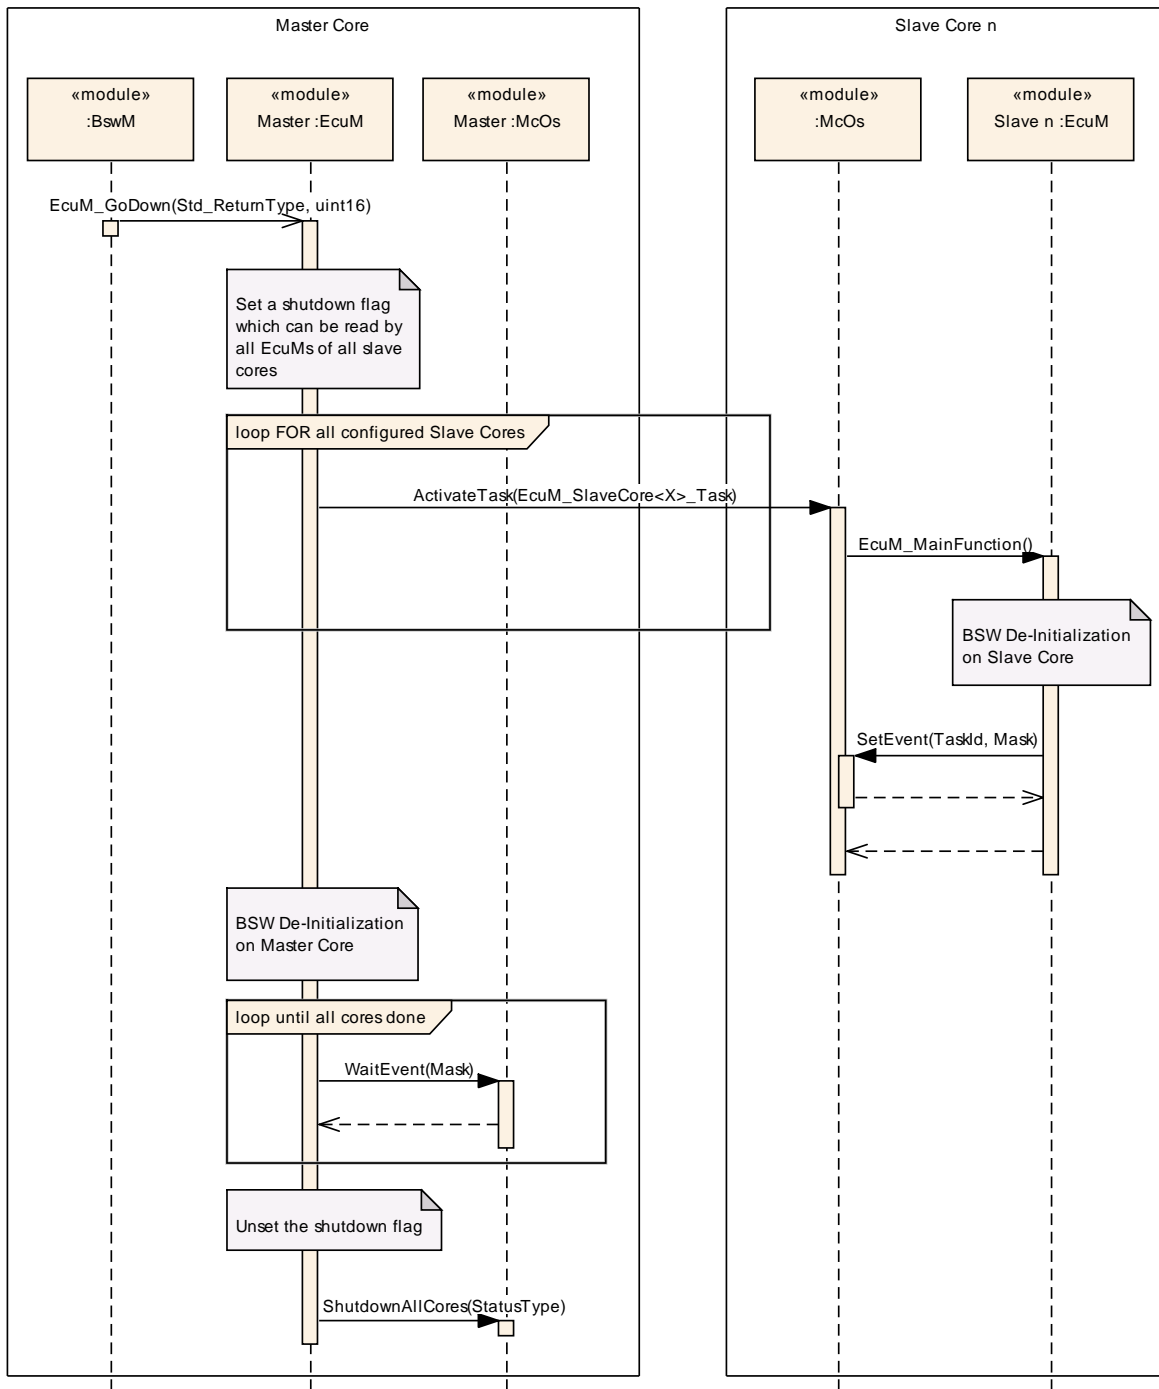 Master Core
Slave Core n
«module»
:BswM
«module»
Master :EcuM
«module»
Master :McOs
«module»
:McOs
«module»
Slave n :EcuM
EcuM_GoDown(Std_ReturnType, uint16)
Set a shutdown flag
which can be read by
all EcuMs of all slave
cores
loop FOR all configured Slave Cores
ActivateTask(EcuM_SlaveCore<X>_Task)
EcuM_MainFunction()
BSW De-Initialization
on Slave Core
SetEvent(TaskId, Mask)
BSW De-Initialization
on Master Core
loop until all cores done
WaitEvent(Mask)
Unset the shutdown flag
ShutdownAllCores(StatusType)